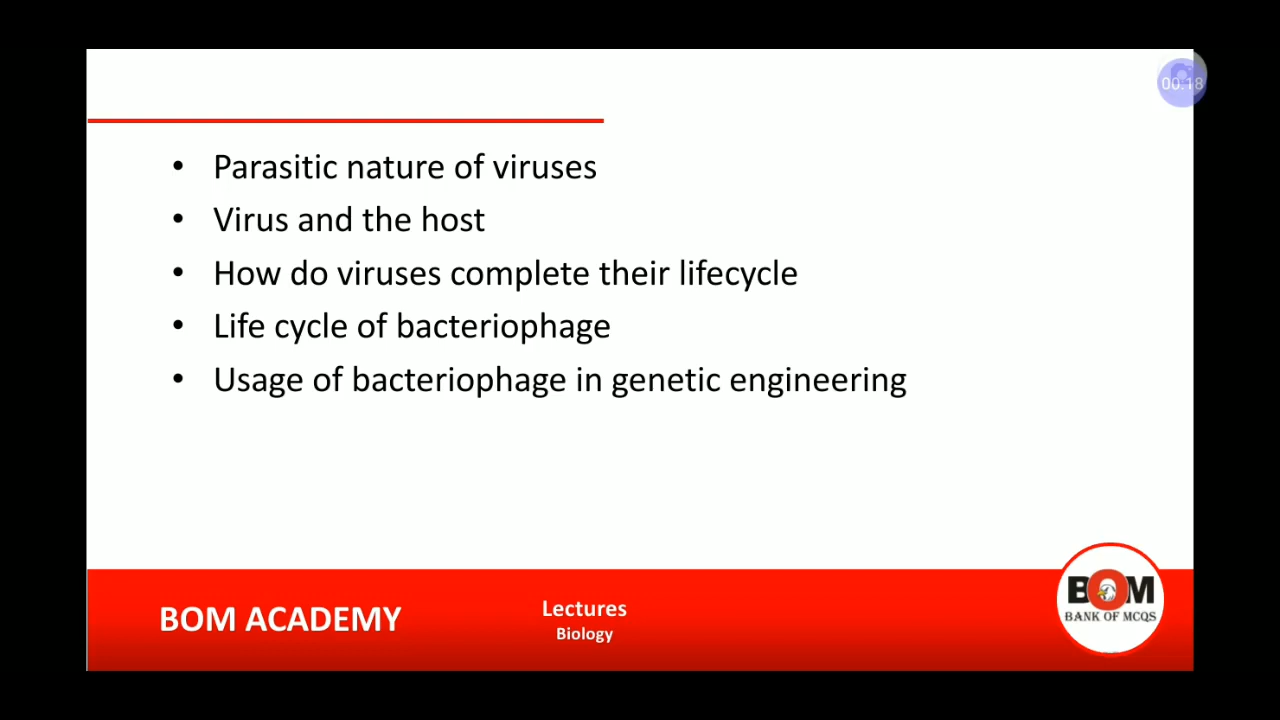 00:18
• Parasitic nature of viruses
• Virus and the host
• How do viruses complete their lifecycle
• Life cycle of bacteriophage
• Usage of bacteriophage in genetic engineering
BOM ACADEMY
Lectures
Biology
BOM
BANK OF MCQS